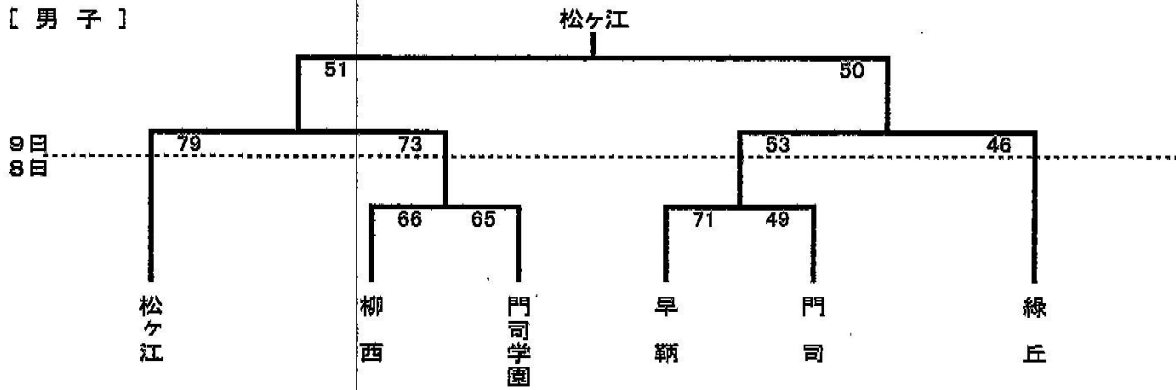 [ 男 子 ]
松ヶ江
51 50
79 73 53 46
9日
8日
66 65 71 49
松ヶ江
柳西
門司学園
早鞆
門司
緑丘